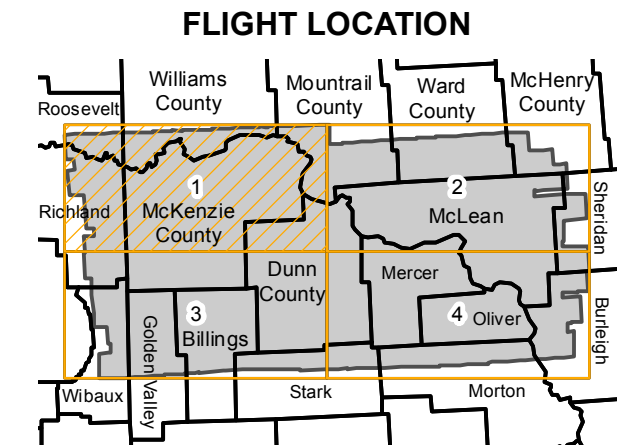 FLIGHT LOCATION
Williams
County
Mountrail
County
Ward
County
McHenry
County
Roosevelt
1
2
Richland
McKenzie
County
McLean
Sheridan
Dunn
County
Mercer
3
Billings
4 Oliver
Golden Valley
Burleigh
Wibaux
Stark
Morton